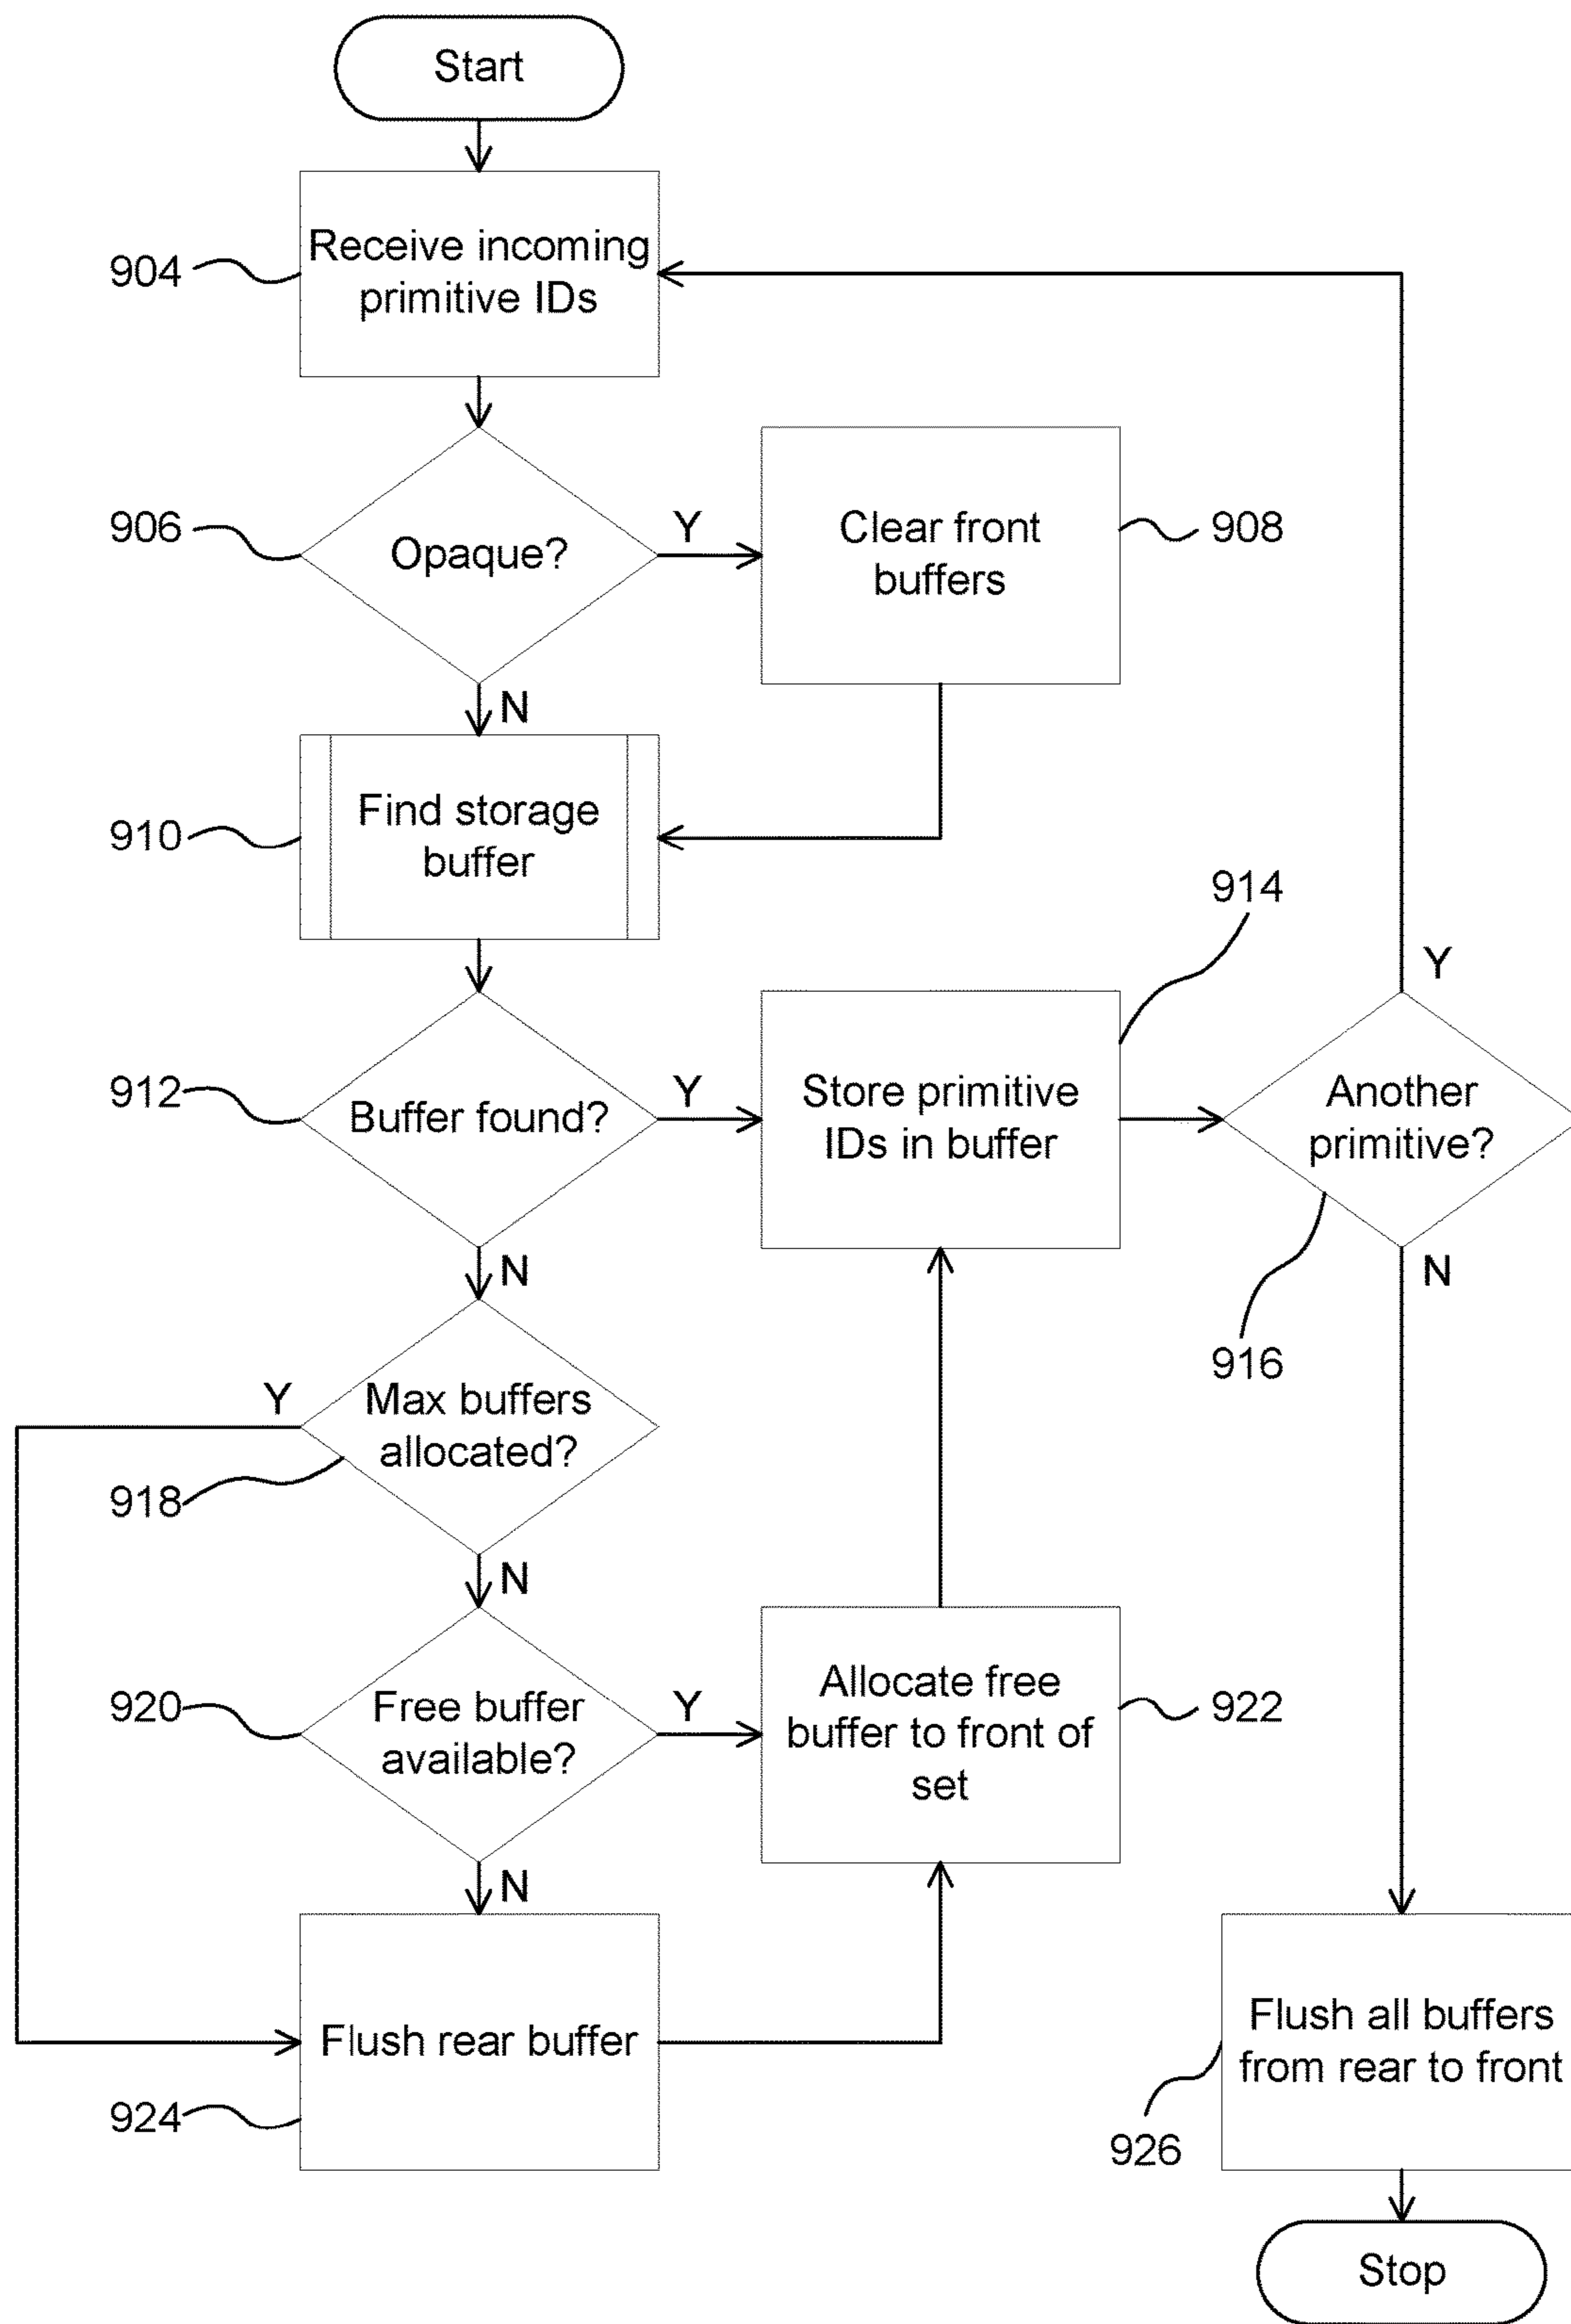 Start
904
Receive incoming
primitive IDs
906
Opaque?
Y
Clear front
buffers
908
N
910
Find storage
buffer
914
912
Buffer found?
Y
Store primitive
IDs in buffer
Y
Another
primitive?
N
916
N
Y
Max buffers
allocated?
918
N
920
Free buffer
available?
Y
Allocate free
buffer to front of
set
922
N
Flush rear buffer
924
Flush all buffers
from rear to front
926
Stop